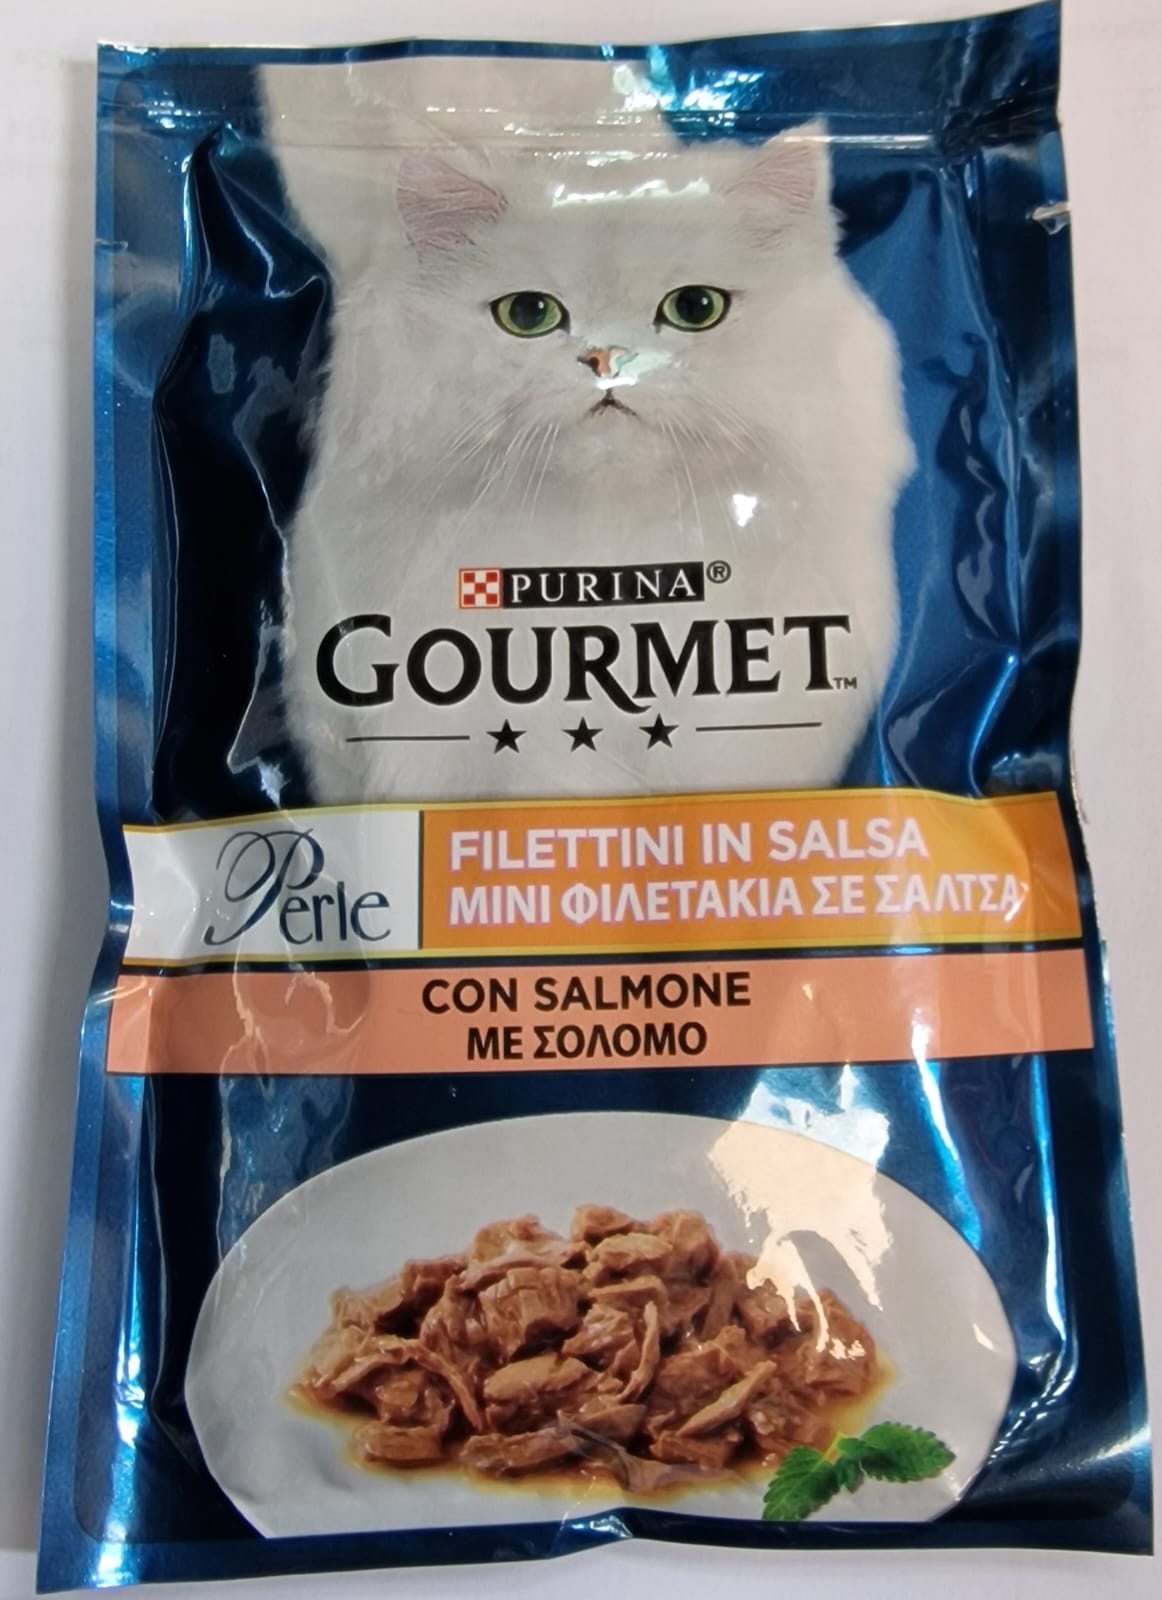 PURINA®
GOURMET™
Perle
FILETTINI IN SALSA
ΜΙΝΙ ΦΙΛΕΤΑΚΙΑ ΣΕ ΣΑΛΤΣΑ
CON SALMONE
ΜΕ ΣΟΛΟΜΟ